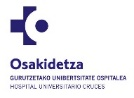 Osakidetza
GURUTZETAKO UNIBERTSITATE OSPITALEA
HOSPITAL UNIVERSITARIO CRUCES